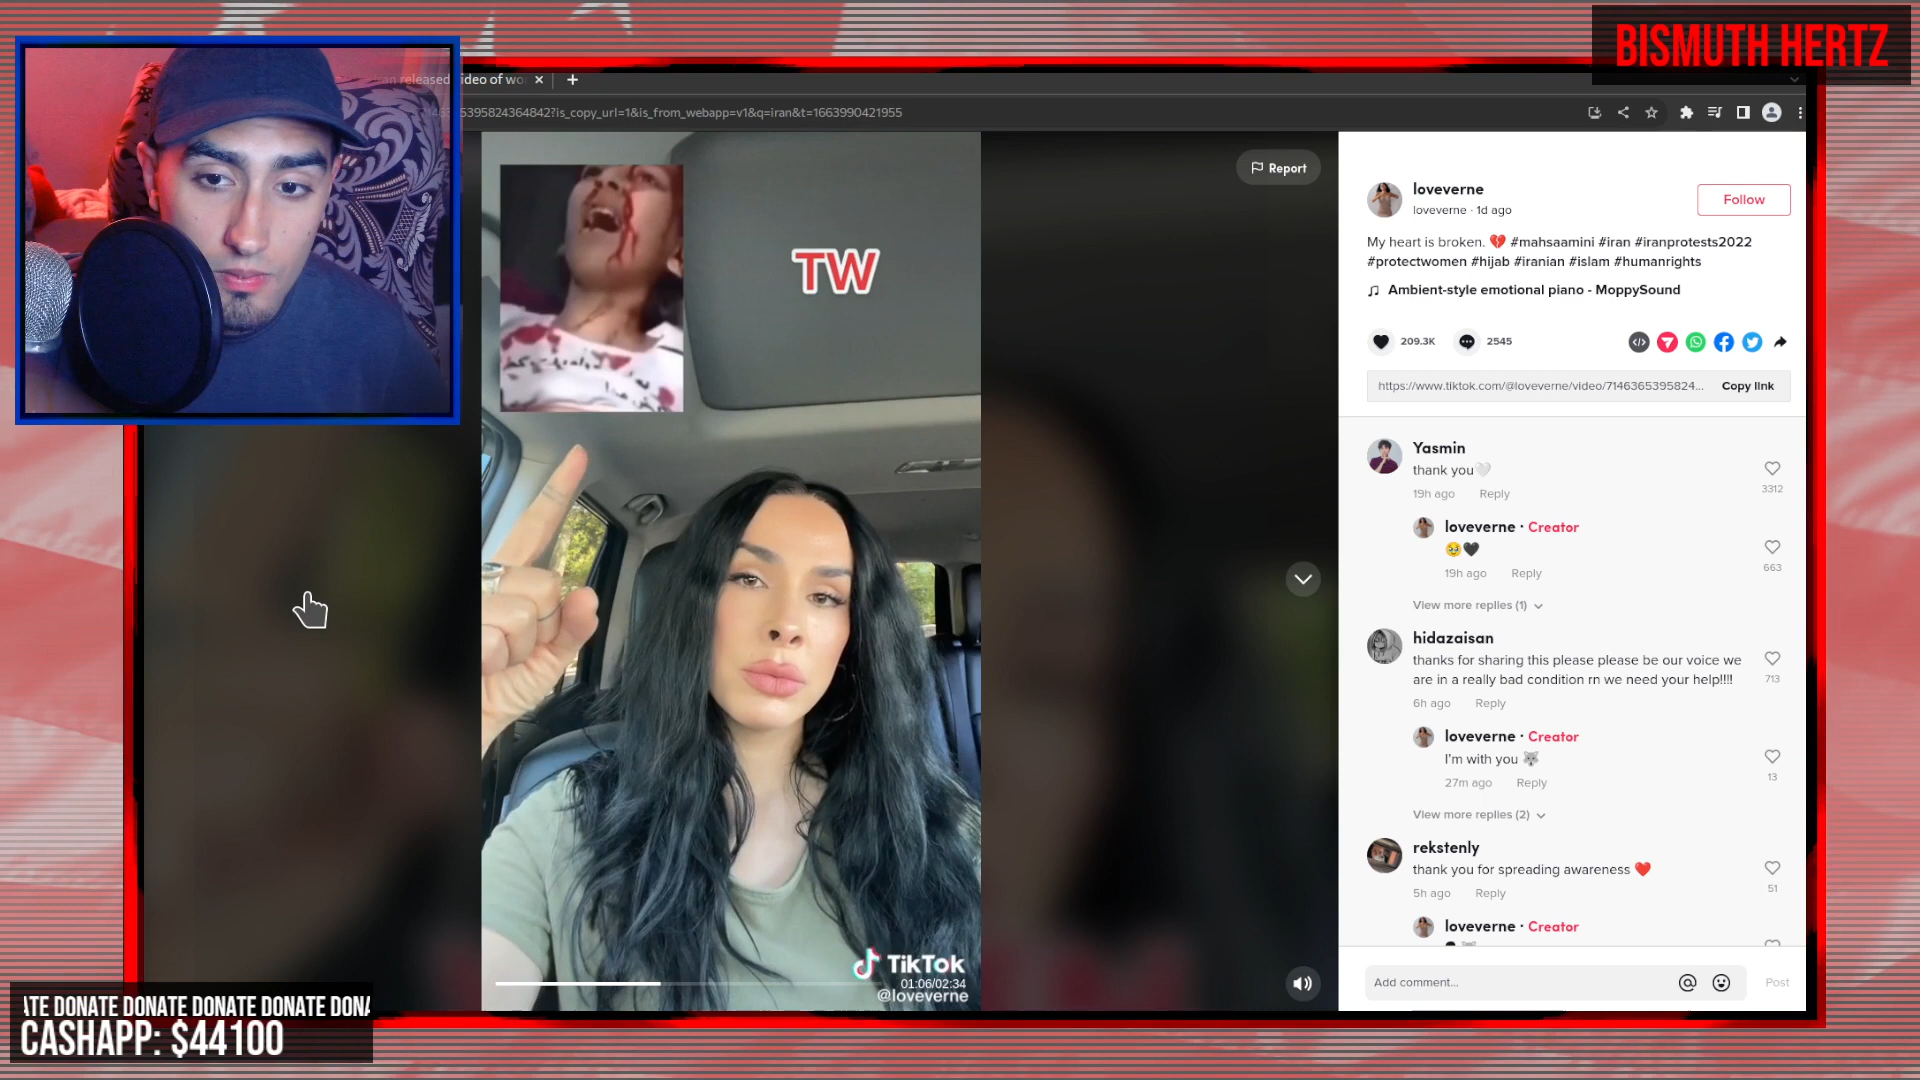 BISMUTH HERTZ
an released video of wo
5395824364842?is_copy_url=1&is_from_webapp=v1&q=iran&t=1663990421955
TW
Report
TikTok
01:06/02:34
@loveverne
loveverne
loveverne · 1d ago
Follow
My heart is broken. 💔 #mahsaamini #iran #iranprotests2022
#protectwomen #hijab #iranian #islam #humanrights
Ambient-style emotional piano - MoppySound
209.3K
2545
https://www.tiktok.com/@loveverne/video/7146365395824...
Copy link
Yasmin
thank you🤍
19h ago Reply
3312
loveverne · Creator
🥹🖤
19h ago Reply
663
View more replies (1)
hidazaisan
thanks for sharing this please please be our voice we
are in a really bad condition rn we need your help!!!!
6h ago Reply
713
loveverne · Creator
I'm with you 🐺
27m ago Reply
13
View more replies (2)
rekstenly
thank you for spreading awareness ❤️
5h ago Reply
51
loveverne · Creator
Add comment...
Post
ATE DONATE DONATE DONATE DONATE DONA
CASHAPP: $44100